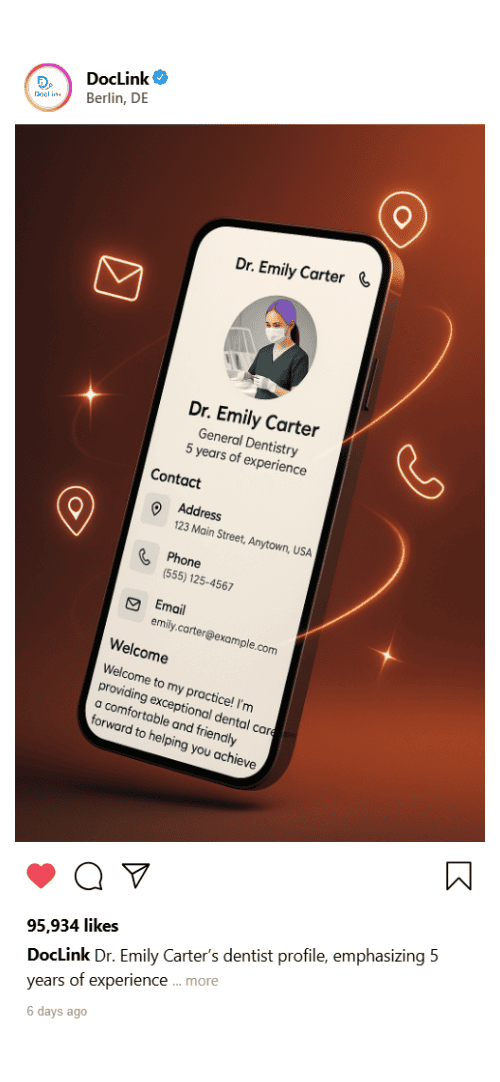 DocLink
DocLink
Berlin, DE
Dr. Emily Carter
Dr. Emily Carter
General Dentistry
5 years of experience
Contact
Address
123 Main Street, Anytown, USA
Phone
(555) 125-4567
Email
emily.carter@example.com
Welcome
Welcome to my practice! I'm
providing exceptional dental care
a comfortable and friendly
forward to helping you achieve
95,934 likes
DocLink Dr. Emily Carter’s dentist profile, emphasizing 5
years of experience ... more
6 days ago